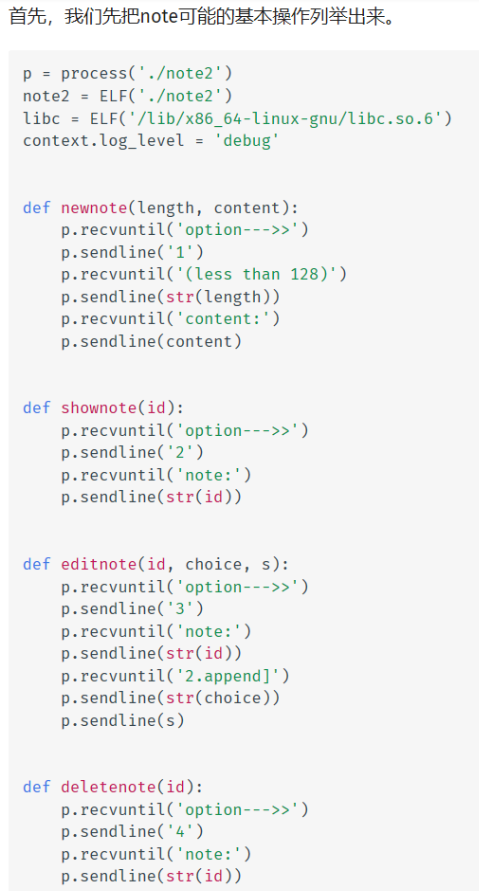 首先，我们先把note可能的基本操作列举出来。
p = process('./note2')
note2 = ELF('./note2')
libc = ELF('/lib/x86_64-linux-gnu/libc.so.6')
context.log_level = 'debug'
def newnote(length, content):
    p.recvuntil('option--->>')
    p.sendline('1')
    p.recvuntil('(less than 128)')
    p.sendline(str(length))
    p.recvuntil('content:')
    p.sendline(content)
def shownote(id):
    p.recvuntil('option--->>')
    p.sendline('2')
    p.recvuntil('note:')
    p.sendline(str(id))
def editnote(id, choice, s):
    p.recvuntil('option--->>')
    p.sendline('3')
    p.recvuntil('note:')
    p.sendline(str(id))
    p.recvuntil('2.append]')
    p.sendline(str(choice))
    p.sendline(s)
def deletenote(id):
    p.recvuntil('option--->>')
    p.sendline('4')
    p.recvuntil('note:')
    p.sendline(str(id))